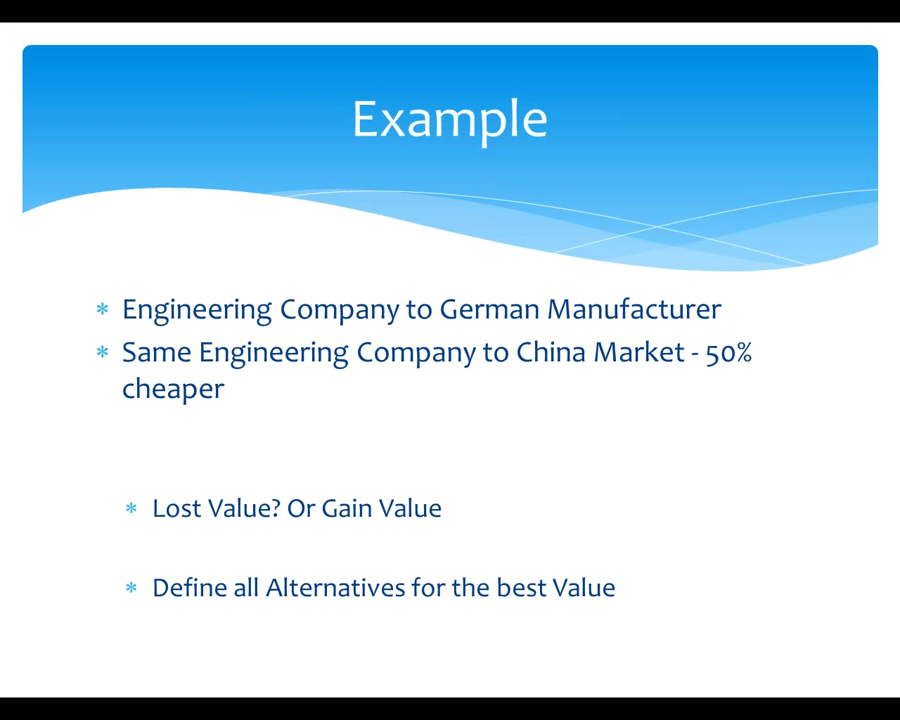 Example
* Engineering Company to German Manufacturer
* Same Engineering Company to China Market - 50%
cheaper
* Lost Value? Or Gain Value
* Define all Alternatives for the best Value